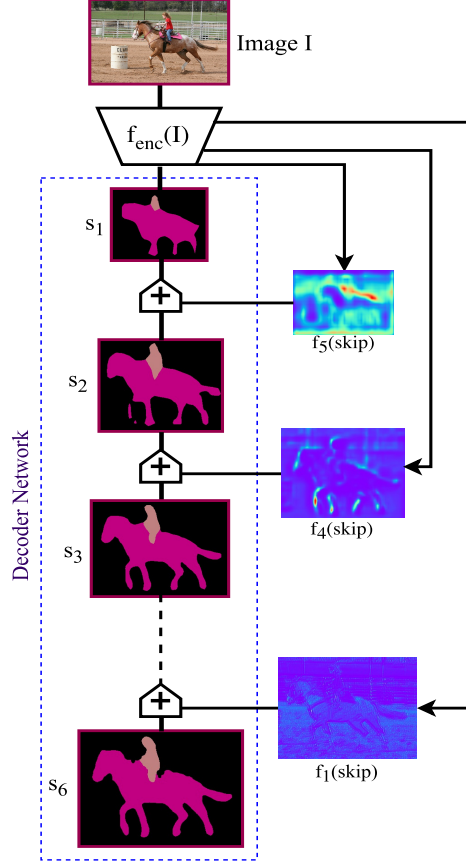 Image I
f_enc(I)
s_1
f_5(skip)
s_2
f_4(skip)
s_3
Decoder Network
f_1(skip)
s_6